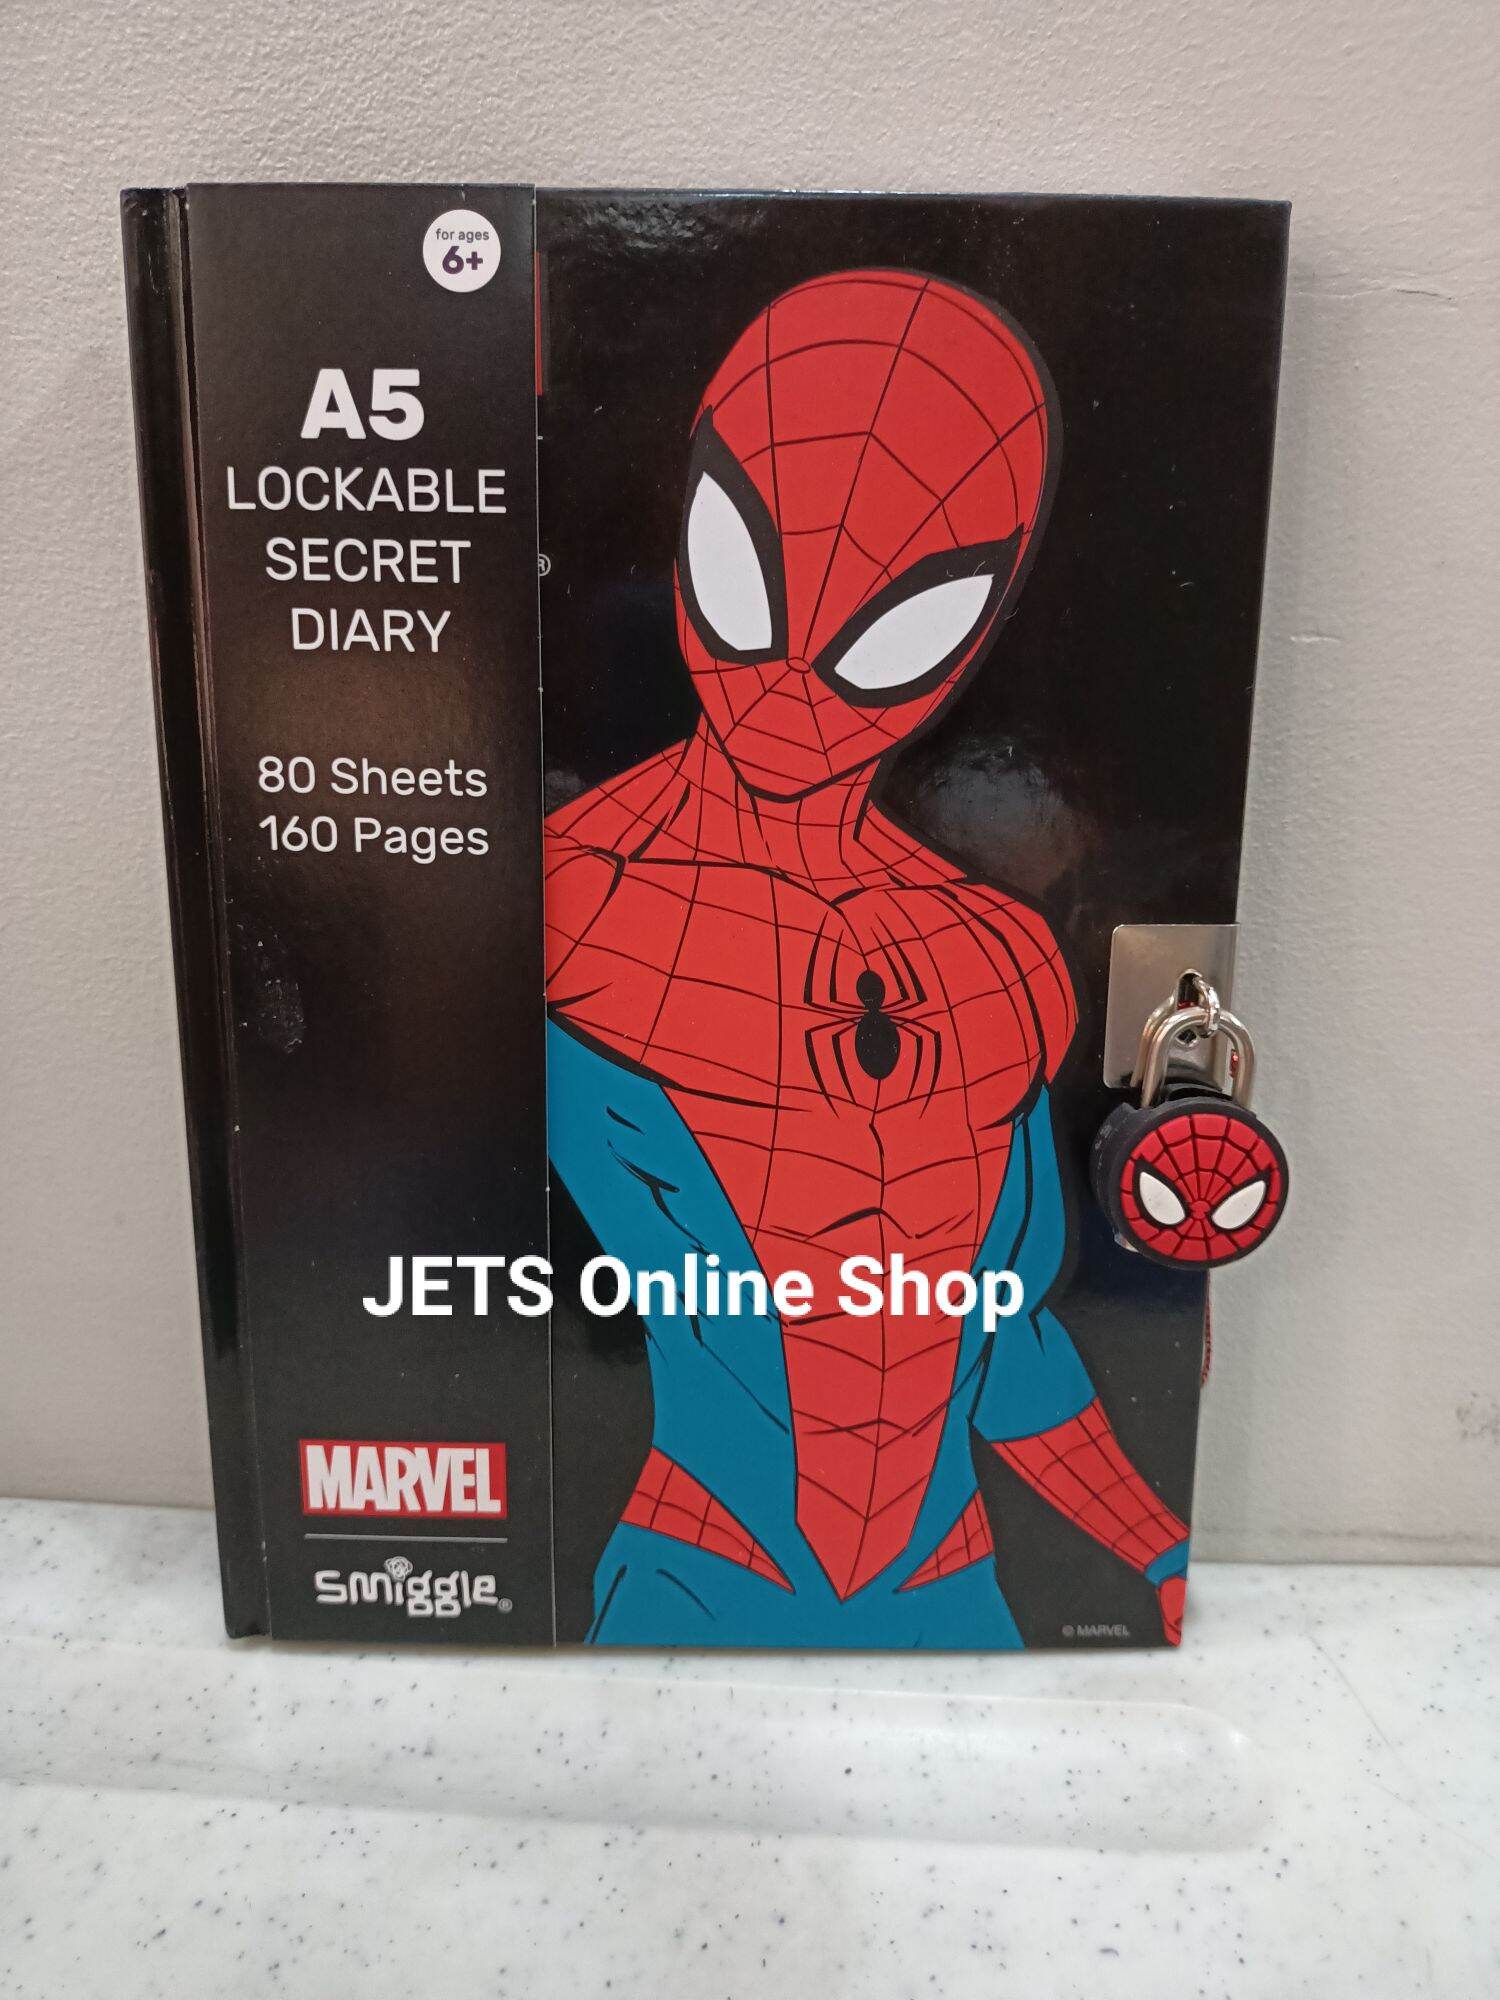 for ages
6+
A5
LOCKABLE
SECRET
DIARY
®
80 Sheets
160 Pages
JETS Online Shop
MARVEL
smiggle®
© MARVEL